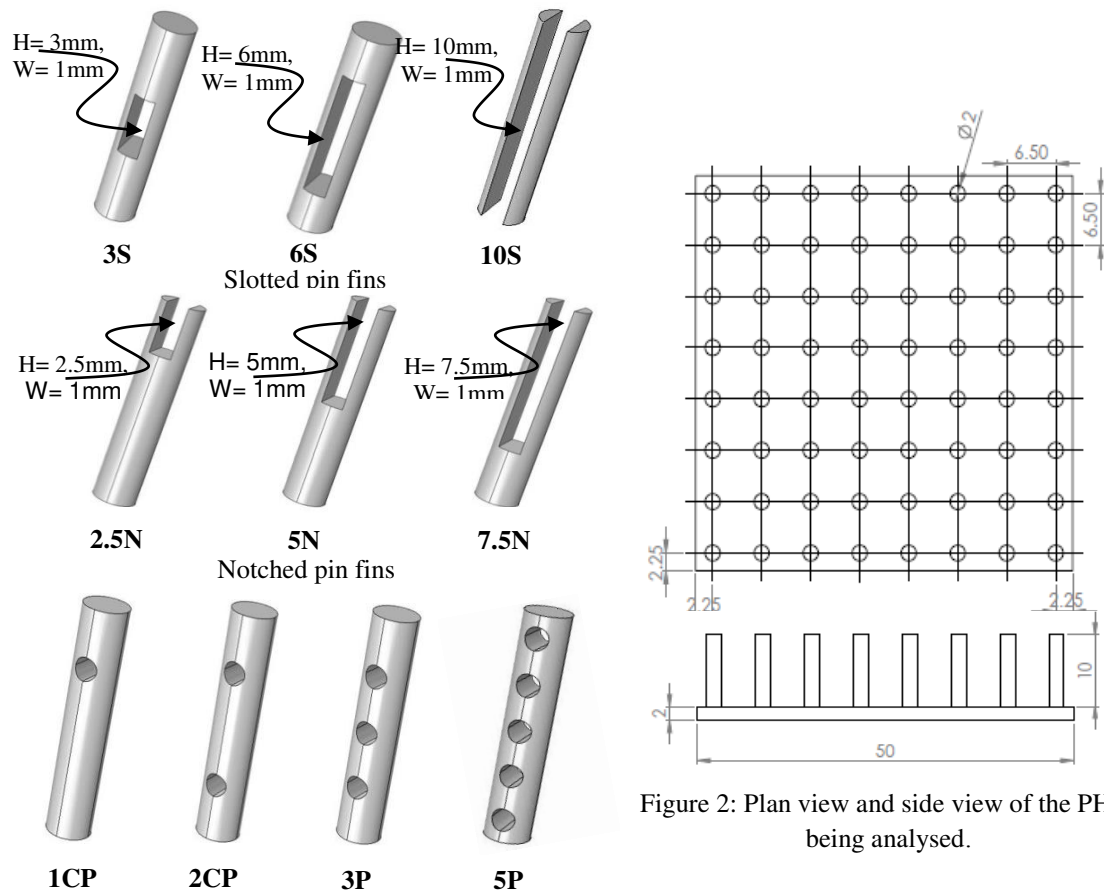 H= 3mm,
W= 1mm
H= 6mm,
W= 1mm
H= 10mm,
W= 1mm
3S
6S
10S
Slotted pin fins
H= 2.5mm,
W= 1mm
H= 5mm,
W= 1mm
H= 7.5mm,
W= 1mm
2.5N
5N
7.5N
Notched pin fins
1CP
2CP
3P
5P
Ø2
6.50
6.50
2.25
2.25
2.25
10
2
50
Figure 2: Plan view and side view of the PH
being analysed.